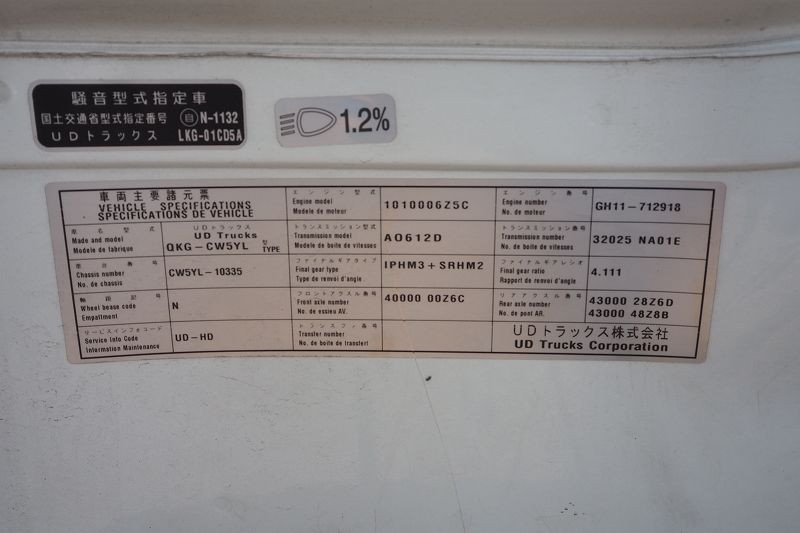 騒音型式指定車
国土交通省型式指定番号 自 N-1132
UDトラックス LKG-01CD5A
1.2%
車両主要諸元票
VEHICLE SPECIFICATIONS
SPECIFICATIONS DE VEHICLE
車名型式
Made and model
Modele de fabrique
UDトラックス
UD Trucks
QKG-CW5YL 型 TYPE
車台番号
Chassis number
No. de chassis
CW5YL-10335
軸距記号
Wheel bease code
Empattment
N
サービスインフォコード
Service Info Code
Information Maintenance
UD-HD
エンジン型式
Engine model
Modele de moteur
1010006Z5C
トランスミッション型式
Transmission model
Modele de boite de vitesses
AO612D
ファイナルギアタイプ
Final gear type
Type de renvoi d'angle
IPHM3+SRHM2
フロントアクスル番号
Front axle number
No. de essieu AV.
40000 00Z6C
トランスファ番号
Transfer number
No. de boite de transfert
エンジン番号
Engine number
No. de moteur
GH11-712918
トランスミッション番号
Transmission number
No. de boite de vitesses
32025 NA01E
ファイナルギアレシオ
Final gear ratio
Rapport de renvoi d'angle
4.111
リアアクスル番号
Rear axle number
No. de pont AR.
43000 28Z6D
43000 48Z8B
UDトラックス株式会社
UD Trucks Corporation